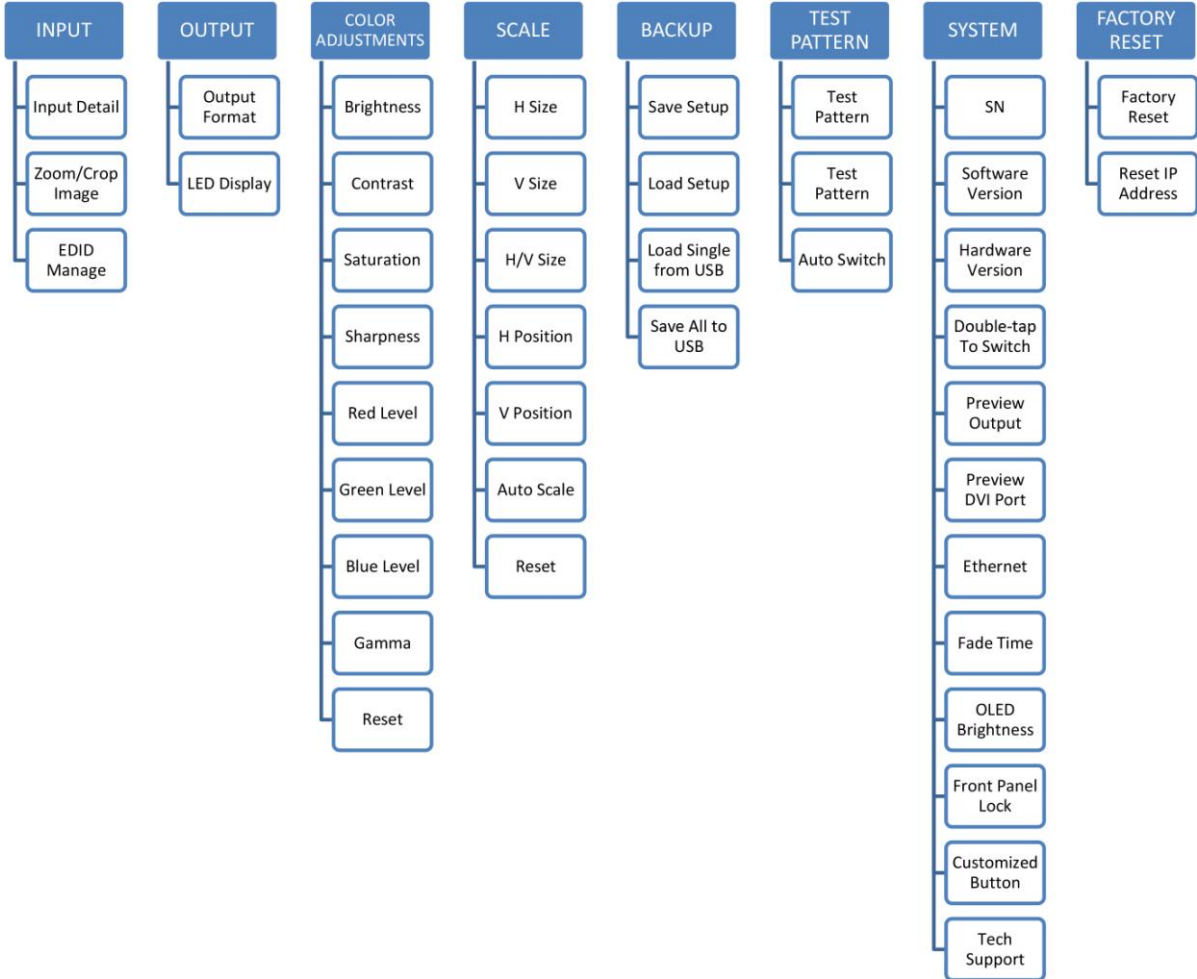 INPUT
Input Detail
Zoom/Crop
Image
EDID
Manage
OUTPUT
Output
Format
LED Display
COLOR
ADJUSTMENTS
Brightness
Contrast
Saturation
Sharpness
Red Level
Green Level
Blue Level
Gamma
Reset
SCALE
H Size
V Size
H/V Size
H Position
V Position
Auto Scale
Reset
BACKUP
Save Setup
Load Setup
Load Single
from USB
Save All to
USB
TEST
PATTERN
Test
Pattern
Test
Pattern
Auto Switch
SYSTEM
SN
Software
Version
Hardware
Version
Double-tap
To Switch
Preview
Output
Preview
DVI Port
Ethernet
Fade Time
OLED
Brightness
Front Panel
Lock
Customized
Button
Tech
Support
FACTORY
RESET
Factory
Reset
Reset IP
Address